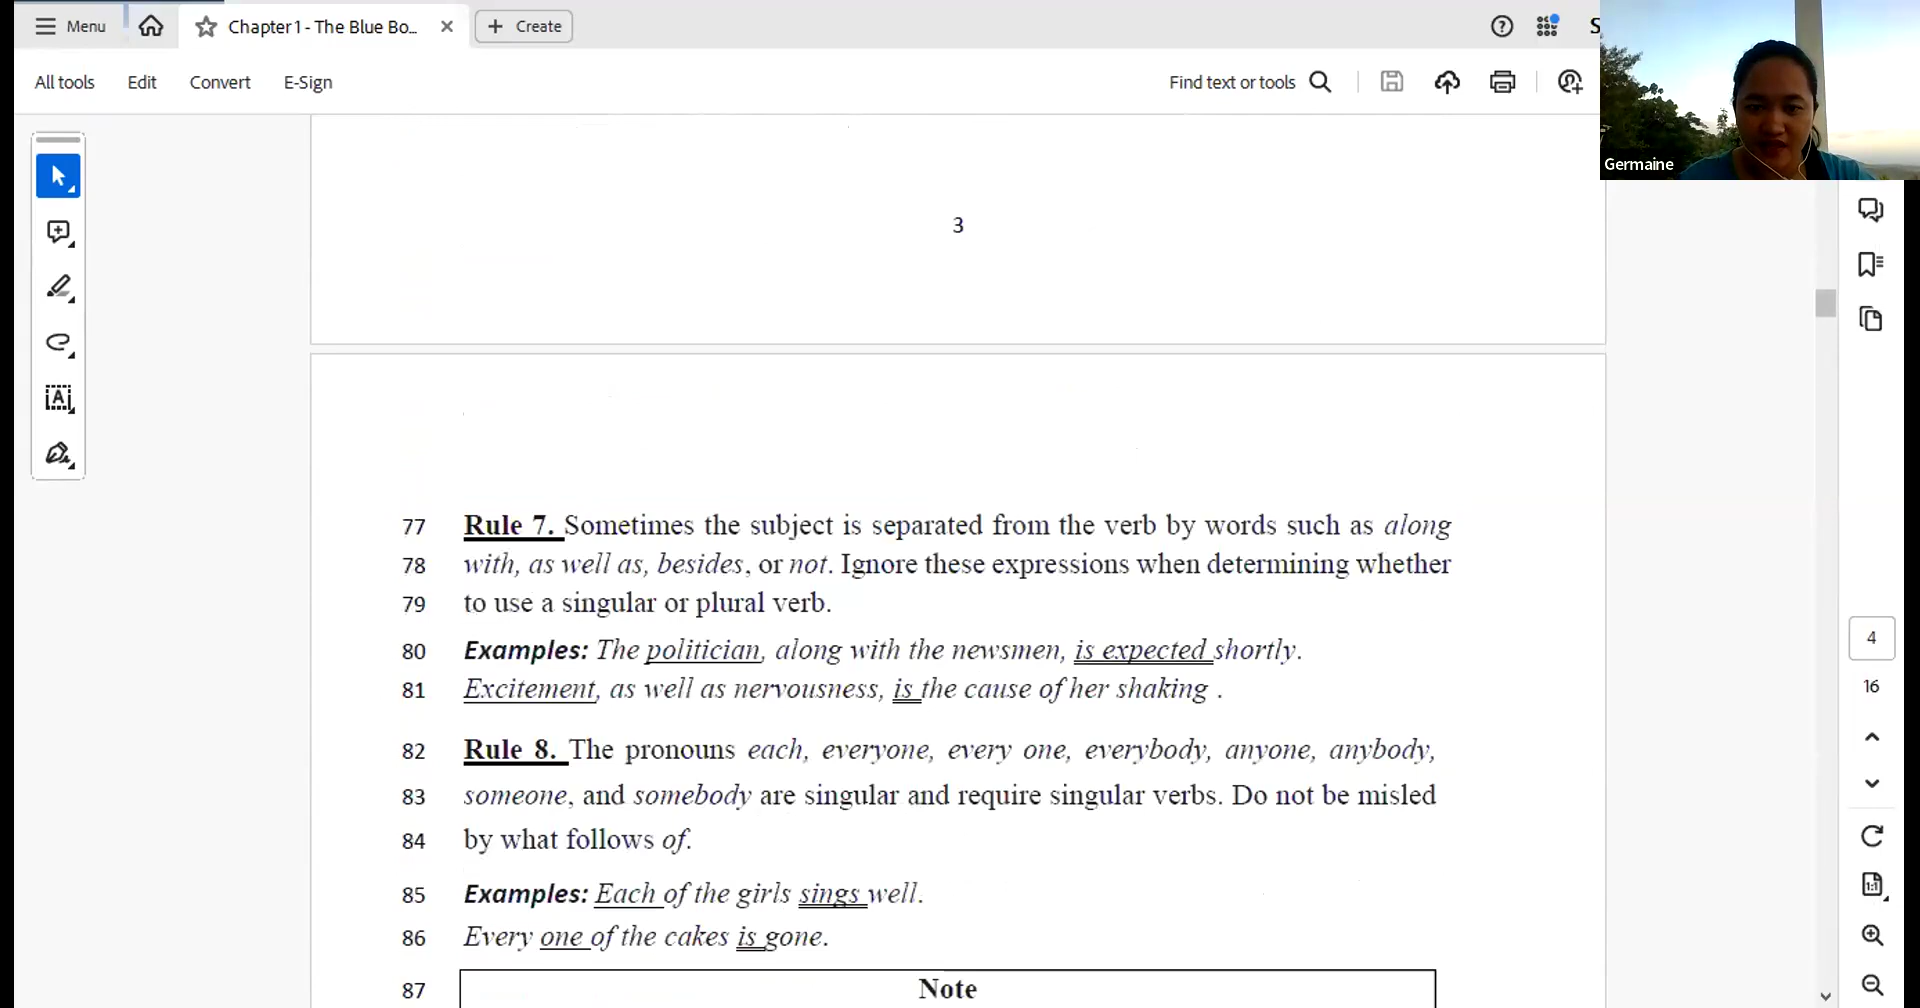 Menu
Chapter1 - The Blue Bo...
Create
All tools
Edit
Convert
E-Sign
Find text or tools
Germaine
3
77 Rule 7. Sometimes the subject is separated from the verb by words such as along
78 with, as well as, besides, or not. Ignore these expressions when determining whether
79 to use a singular or plural verb.
80 Examples: The politician, along with the newsmen, is expected shortly.
81 Excitement, as well as nervousness, is the cause of her shaking .
82 Rule 8. The pronouns each, everyone, every one, everybody, anyone, anybody,
83 someone, and somebody are singular and require singular verbs. Do not be misled
84 by what follows of.
85 Examples: Each of the girls sings well.
86 Every one of the cakes is gone.
87 Note
4
16
1:1